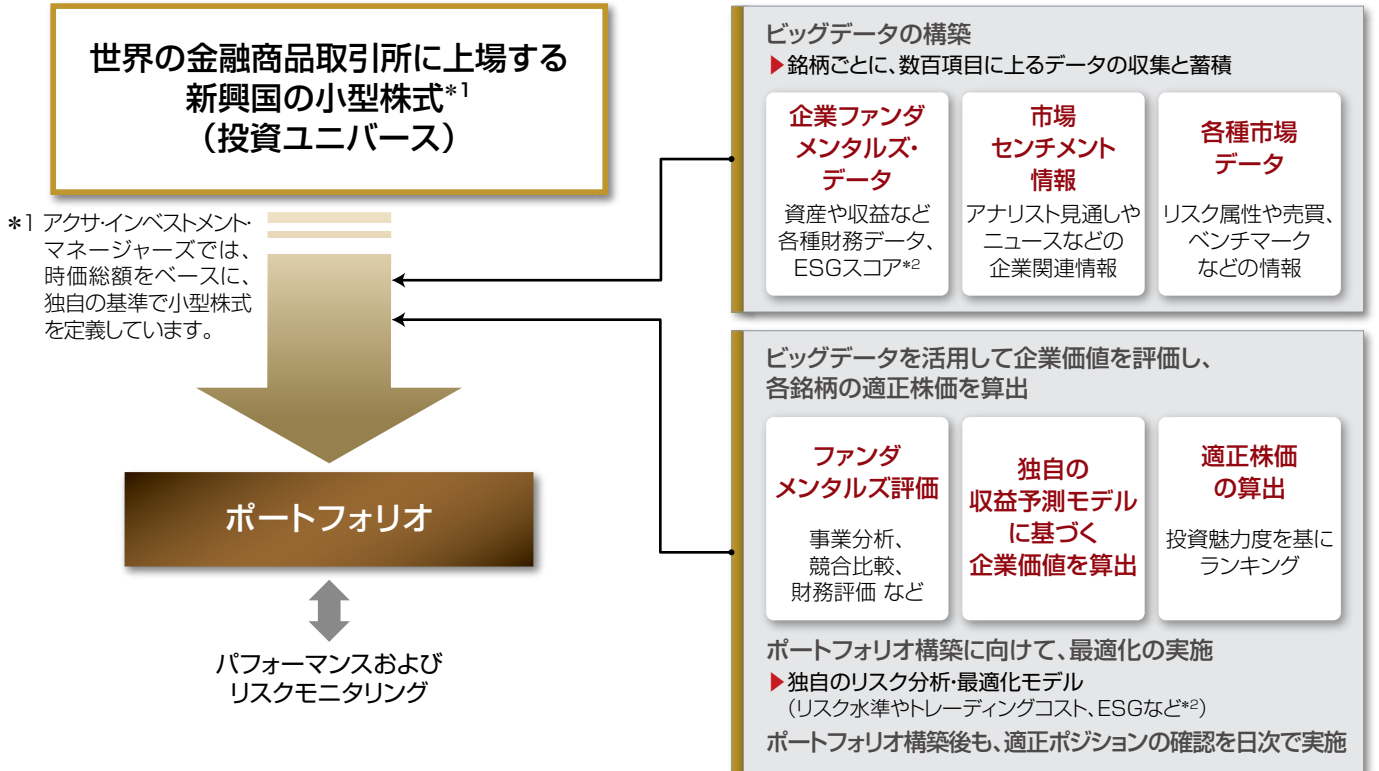 世界の金融商品取引所に上場する
新興国の小型株式*1
（投資ユニバース）
*1 アクサ・インベストメント・
マネージャーズでは、
時価総額をベースに、
独自の基準で小型株式
を定義しています。
ポートフォリオ
パフォーマンスおよび
リスクモニタリング
ビッグデータの構築
▶銘柄ごとに、数百項目に上るデータの収集と蓄積
企業ファンダ
メンタルズ・
データ
資産や収益など
各種財務データ、
ESGスコア*2
市場
センチメント
情報
アナリスト見通しや
ニュースなどの
企業関連情報
各種市場
データ
リスク属性や売買、
ベンチマーク
などの情報
ビッグデータを活用して企業価値を評価し、
各銘柄の適正株価を算出
ファンダ
メンタルズ評価
事業分析、
競合比較、
財務評価 など
独自の
収益予測モデル
に基づく
企業価値を算出
適正株価
の算出
投資魅力度を基に
ランキング
ポートフォリオ構築に向けて、最適化の実施
▶独自のリスク分析・最適化モデル
（リスク水準やトレーディングコスト、ESGなど*2）
ポートフォリオ構築後も、適正ポジションの確認を日次で実施